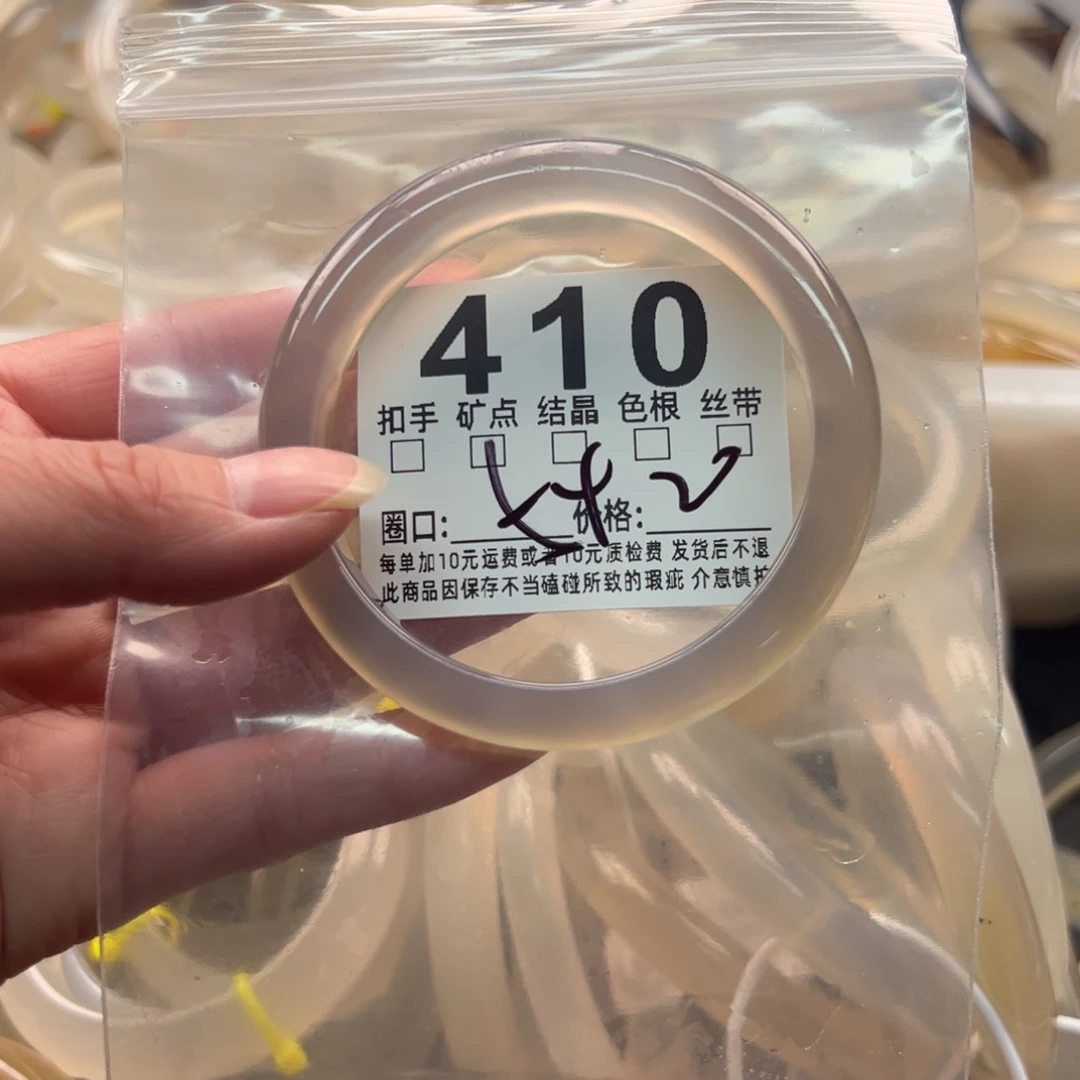 410
扣手 矿点 结晶 色根 丝带
圈口: 价格:
每单加10元运费或者10元质检费 发货后不退
此商品因保存不当磕碰所致的瑕疵 介意慎拍